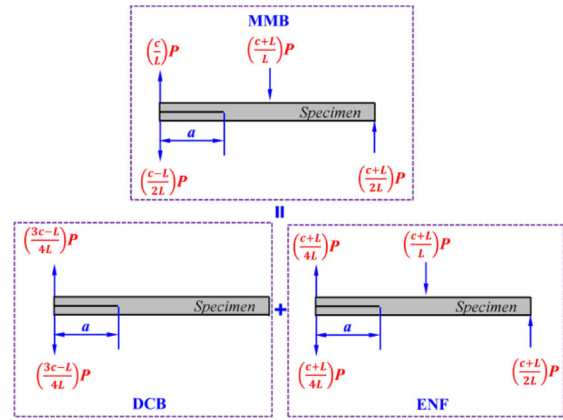 MMB
(c/L)P
(c+L/L)P
Specimen
a
(c-L/2L)P
(c+L/2L)P
=
(3c-L/4L)P
Specimen
a
(3c-L/4L)P
DCB
+
(c+L/4L)P
(c+L/L)P
Specimen
a
(c+L/4L)P
(c+L/2L)P
ENF